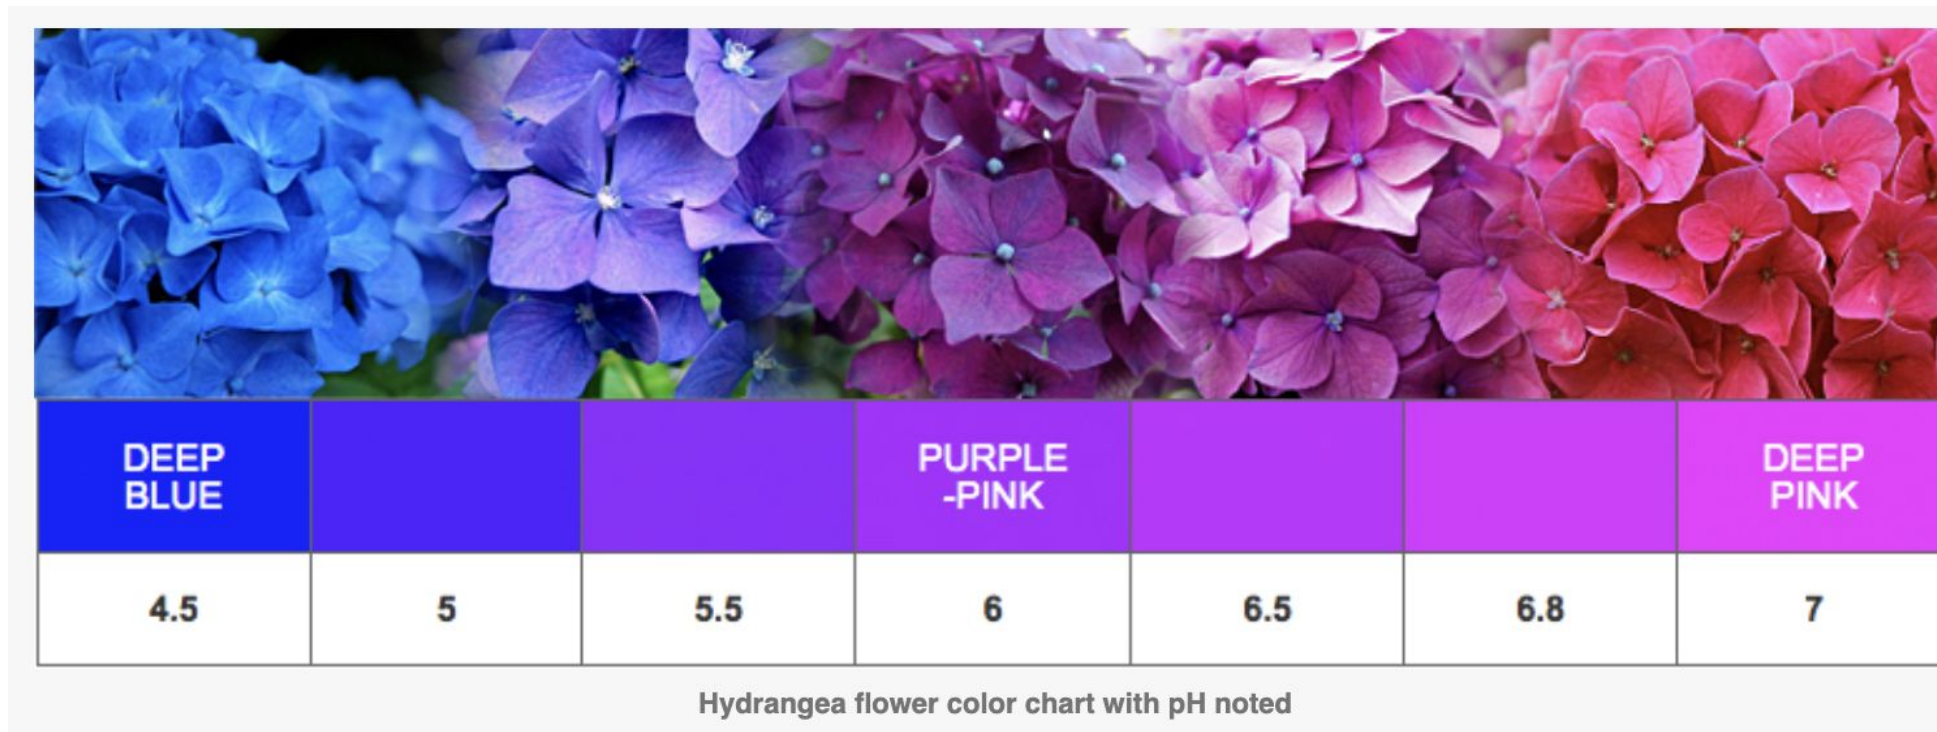 DEEP
BLUE
PURPLE
-PINK
DEEP
PINK
4.5 5 5.5 6 6.5 6.8 7
Hydrangea flower color chart with pH noted